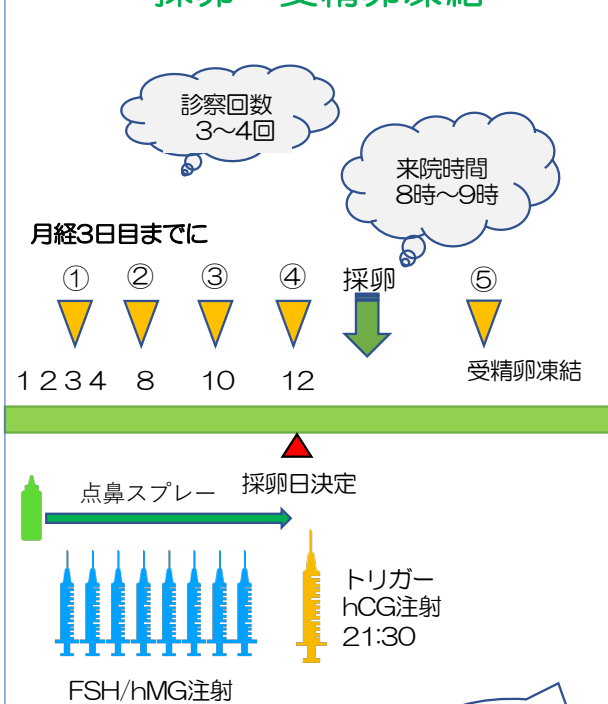 採卵・受精卵凍結
診察回数
3〜4回
来院時間
8時〜9時
月経3日目までに
① ② ③ ④ 採卵 ⑤
1 2 3 4 8 10 12 受精卵凍結
点鼻スプレー 採卵日決定
トリガー
hCG注射
21:30
FSH/hMG注射